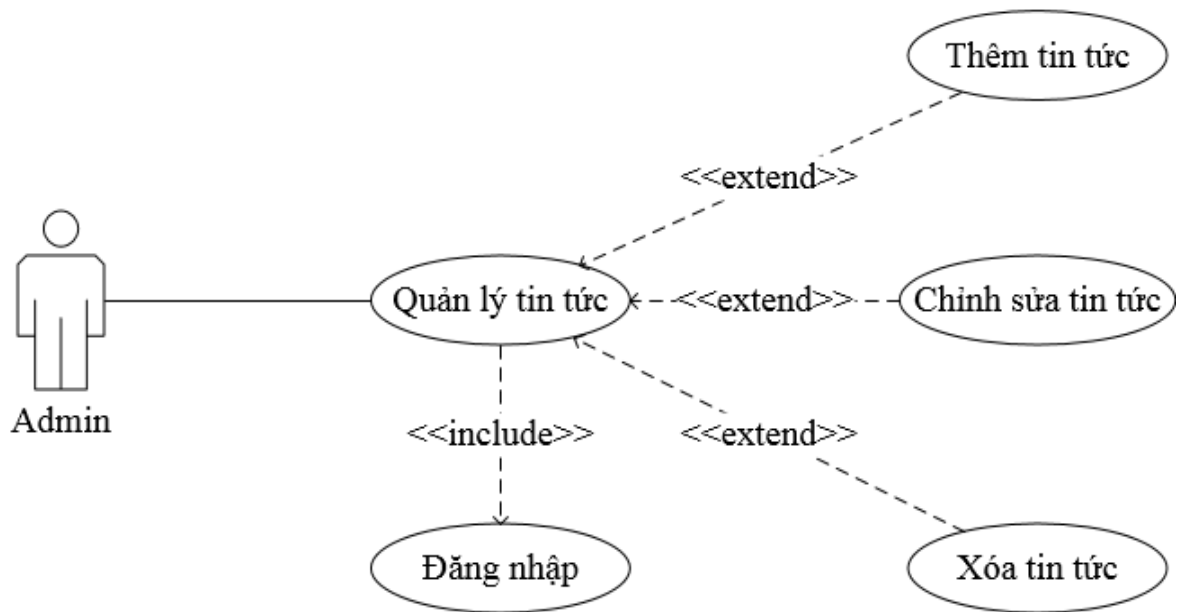 Thêm tin tức
<<extend>>
Quản lý tin tức
<<extend>>
Chỉnh sửa tin tức
Admin
<<include>>
<<extend>>
Đăng nhập
Xóa tin tức